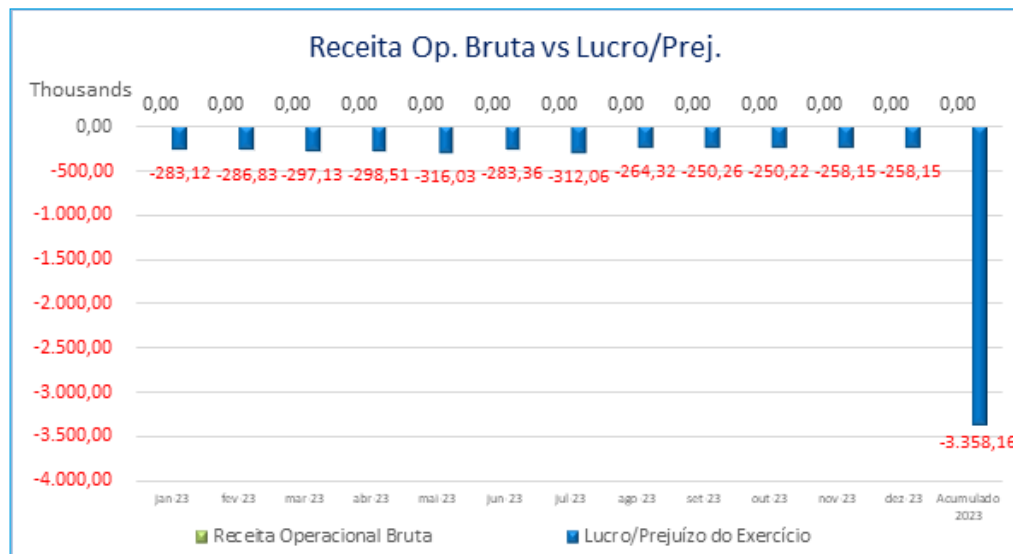 Receita Op. Bruta vs Lucro/Prej.
Thousands
0,00 0,00 0,00 0,00 0,00 0,00 0,00 0,00 0,00 0,00 0,00 0,00 0,00
0,00
-283,12 -286,83 -297,13 -298,51 -316,03 -283,36 -312,06 -264,32 -250,26 -250,22 -258,15 -258,15
-500,00
-1.000,00
-1.500,00
-2.000,00
-2.500,00
-3.000,00
-3.500,00
-3.358,16
-4.000,00
jan-23 fev-23 mar-23 abr-23 mai-23 jun-23 jul-23 ago-23 set-23 out-23 nov-23 dez-23 Acumulado
2023
Receita Operacional Bruta Lucro/Prejuízo do Exercício